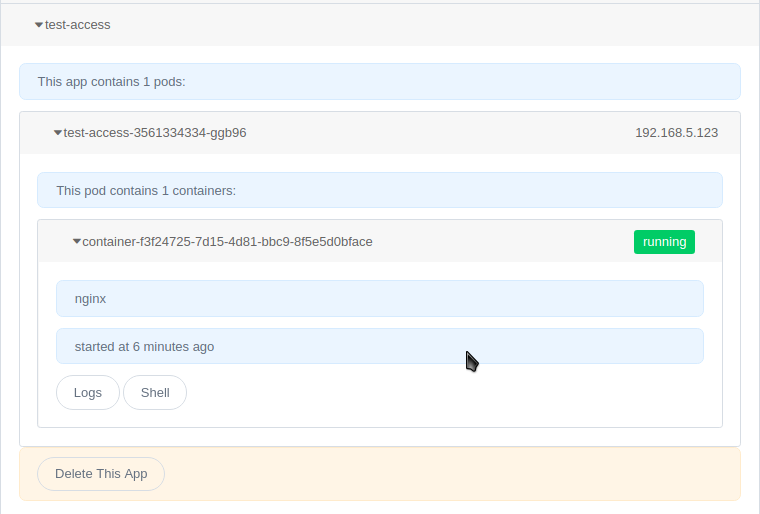 test-access
This app contains 1 pods:
test-access-3561334334-ggb96 192.168.5.123
This pod contains 1 containers:
container-f3f24725-7d15-4d81-bbc9-8f5e5d0bface running
nginx
started at 6 minutes ago
Logs Shell
Delete This App